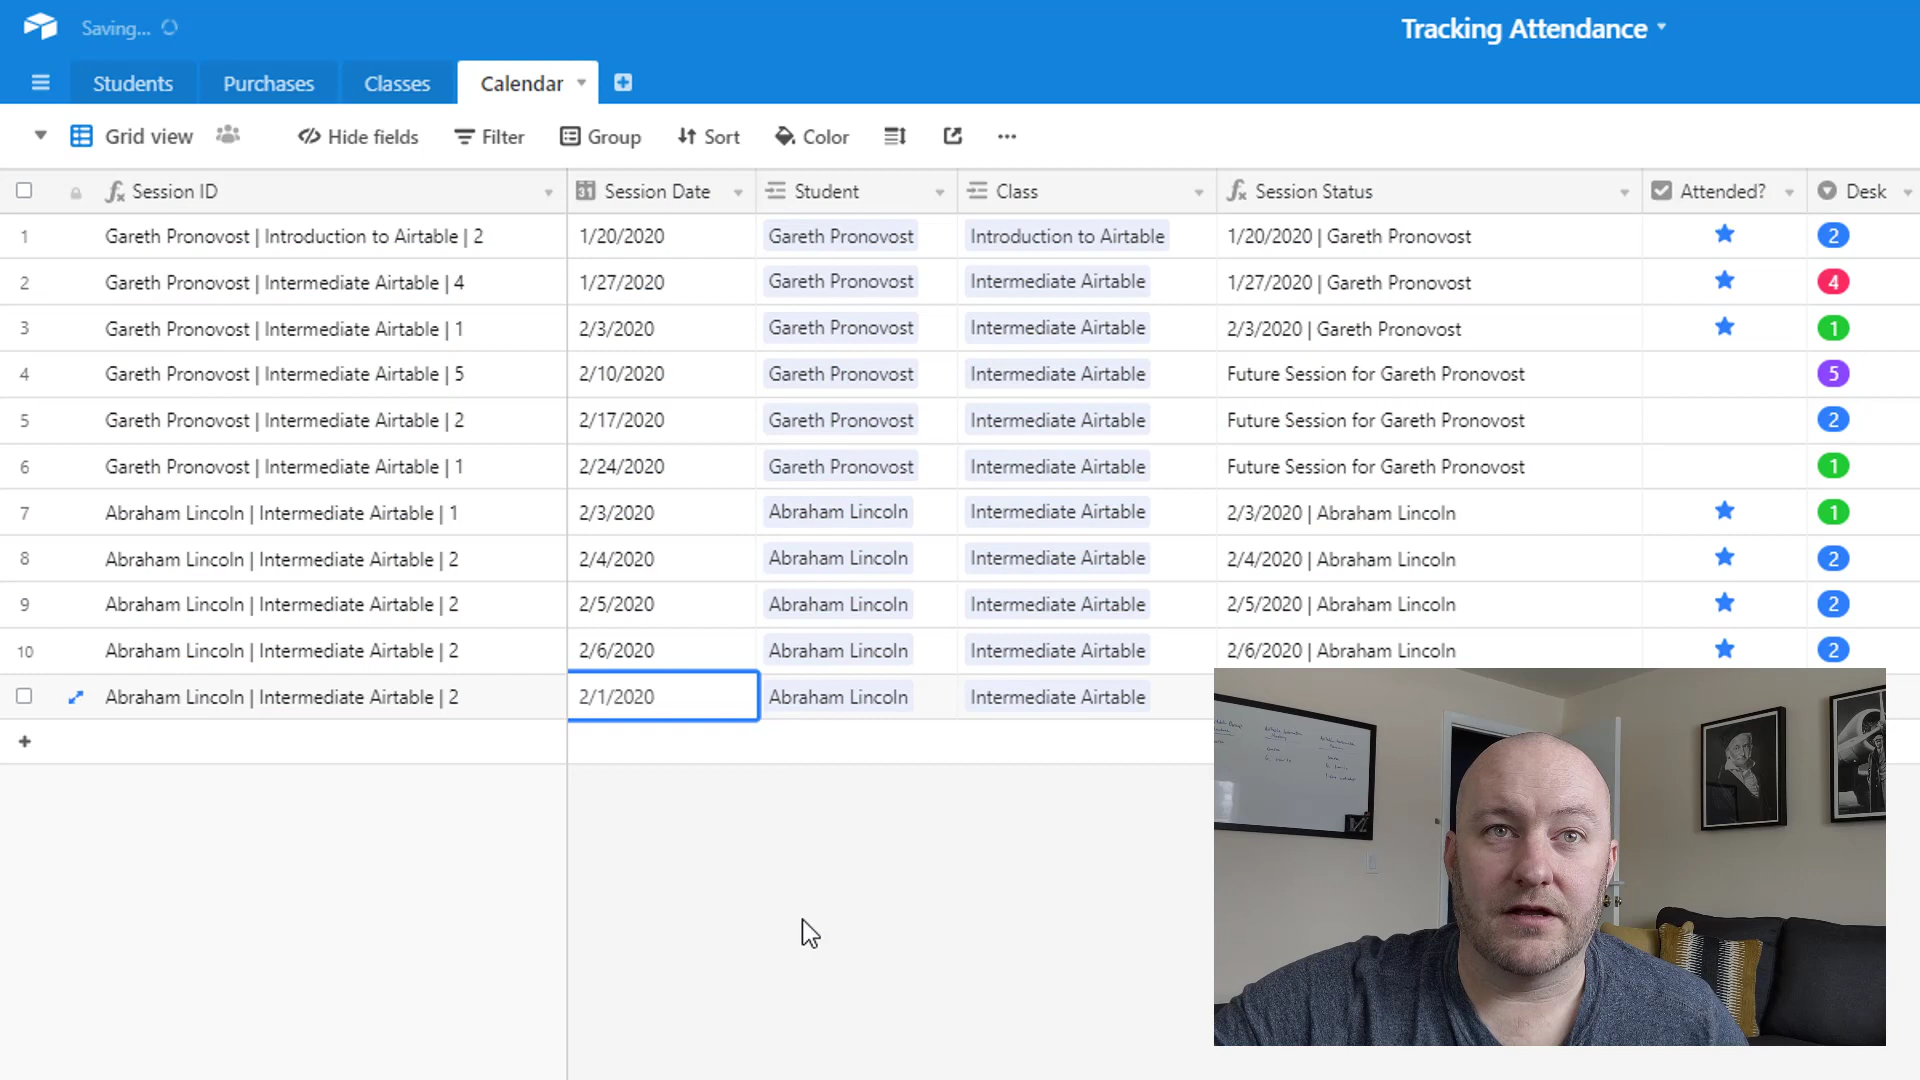 Saving...
Tracking Attendance
Students Purchases Classes Calendar
Grid view Hide fields Filter Group Sort Color
Session ID Session Date Student Class Session Status Attended? Desk
1 Gareth Pronovost | Introduction to Airtable | 2 1/20/2020 Gareth Pronovost Introduction to Airtable 1/20/2020 | Gareth Pronovost 2
2 Gareth Pronovost | Intermediate Airtable | 4 1/27/2020 Gareth Pronovost Intermediate Airtable 1/27/2020 | Gareth Pronovost 4
3 Gareth Pronovost | Intermediate Airtable | 1 2/3/2020 Gareth Pronovost Intermediate Airtable 2/3/2020 | Gareth Pronovost 1
4 Gareth Pronovost | Intermediate Airtable | 5 2/10/2020 Gareth Pronovost Intermediate Airtable Future Session for Gareth Pronovost 5
5 Gareth Pronovost | Intermediate Airtable | 2 2/17/2020 Gareth Pronovost Intermediate Airtable Future Session for Gareth Pronovost 2
6 Gareth Pronovost | Intermediate Airtable | 1 2/24/2020 Gareth Pronovost Intermediate Airtable Future Session for Gareth Pronovost 1
7 Abraham Lincoln | Intermediate Airtable | 1 2/3/2020 Abraham Lincoln Intermediate Airtable 2/3/2020 | Abraham Lincoln 1
8 Abraham Lincoln | Intermediate Airtable | 2 2/4/2020 Abraham Lincoln Intermediate Airtable 2/4/2020 | Abraham Lincoln 2
9 Abraham Lincoln | Intermediate Airtable | 2 2/5/2020 Abraham Lincoln Intermediate Airtable 2/5/2020 | Abraham Lincoln 2
10 Abraham Lincoln | Intermediate Airtable | 2 2/6/2020 Abraham Lincoln Intermediate Airtable 2/6/2020 | Abraham Lincoln 2
Abraham Lincoln | Intermediate Airtable | 2 2/1/2020 Abraham Lincoln Intermediate Airtable